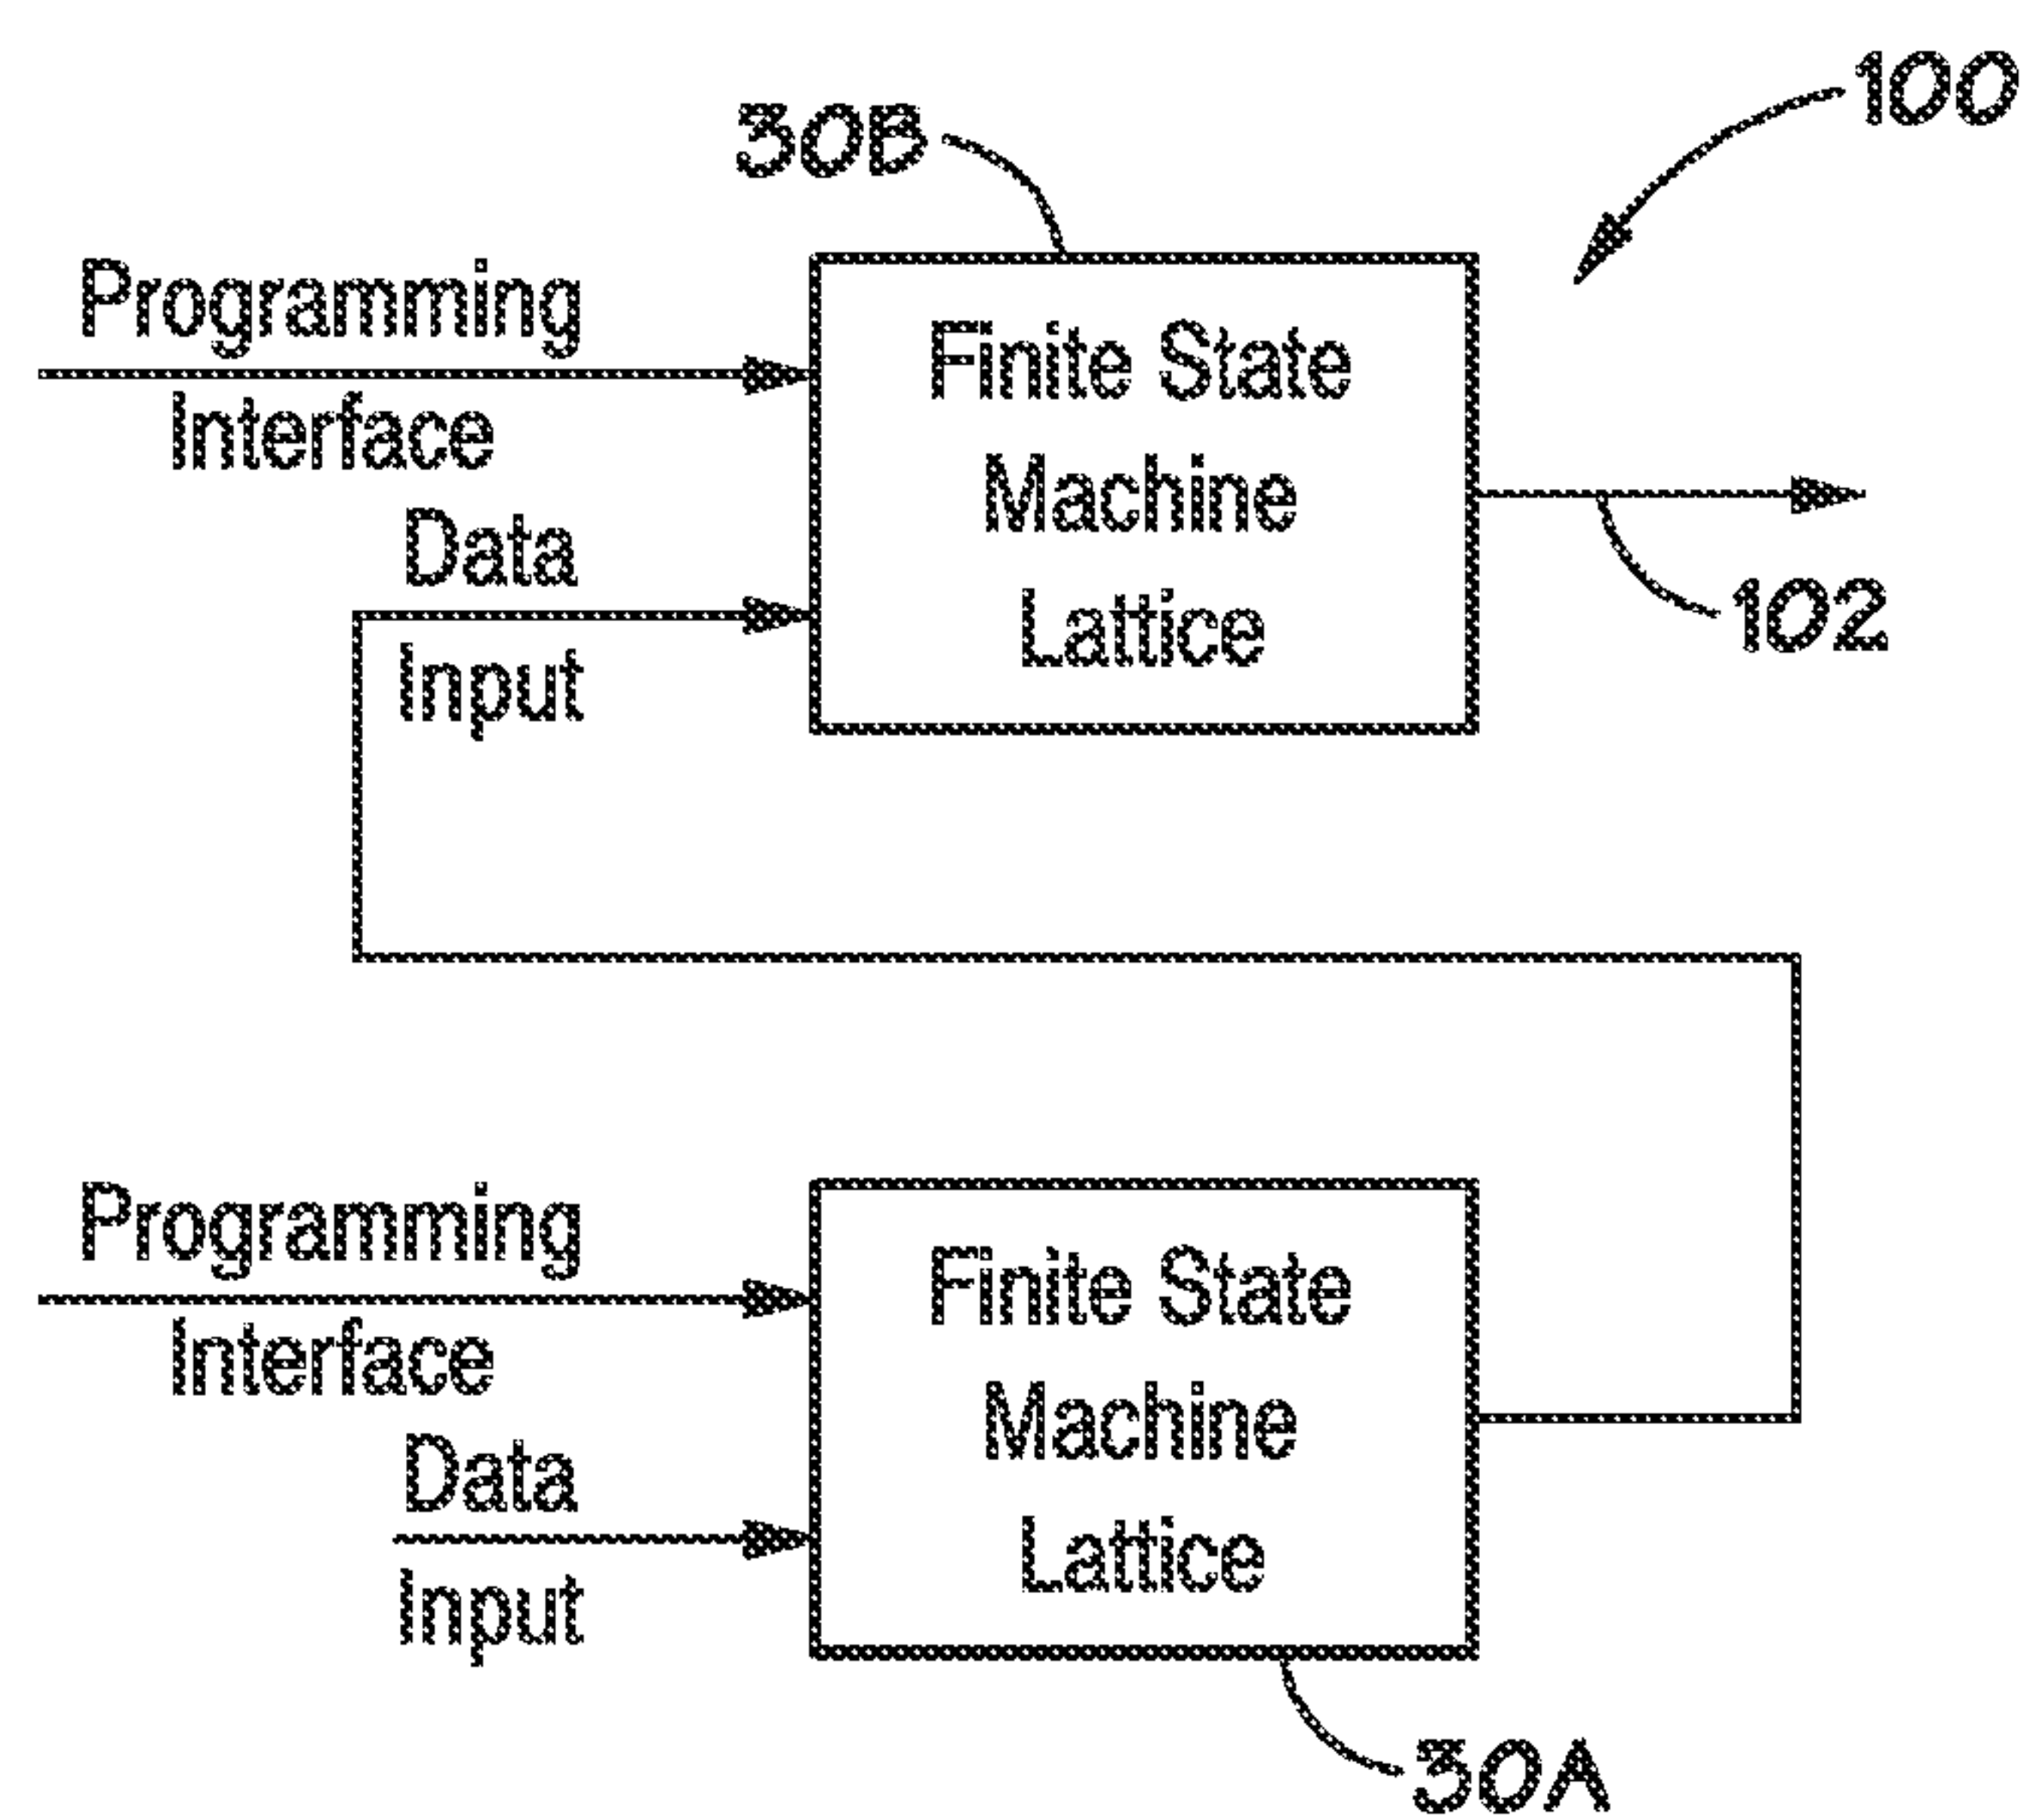 100
30B
Programming
Interface
Data
Input
Finite State
Machine
Lattice
102
Programming
Interface
Data
Input
Finite State
Machine
Lattice
30A